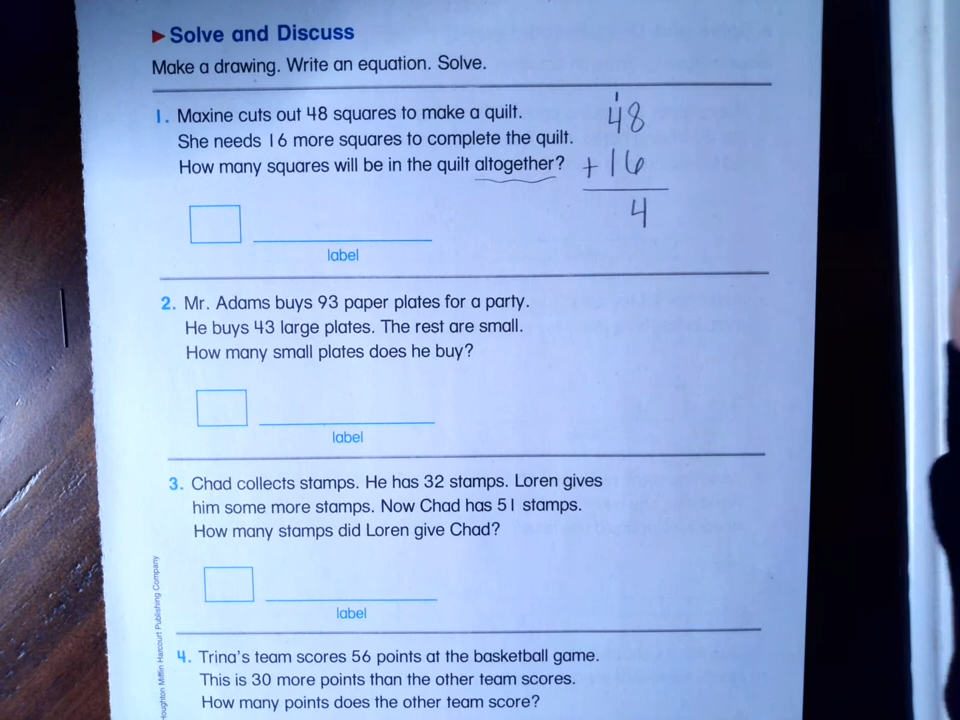 ▶ Solve and Discuss
Make a drawing. Write an equation. Solve.
1. Maxine cuts out 48 squares to make a quilt.
She needs 16 more squares to complete the quilt.
How many squares will be in the quilt altogether?
1
48
+ 16
4
label
2. Mr. Adams buys 93 paper plates for a party.
He buys 43 large plates. The rest are small.
How many small plates does he buy?
label
3. Chad collects stamps. He has 32 stamps. Loren gives
him some more stamps. Now Chad has 51 stamps.
How many stamps did Loren give Chad?
label
Houghton Mifflin Harcourt Publishing Company
4. Trina's team scores 56 points at the basketball game.
This is 30 more points than the other team scores.
How many points does the other team score?